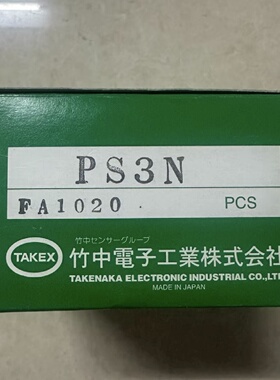 PS3N
FA1020 PCS
竹中センサーグループ
TAKEX 竹中電子工業株式会社
TAKENAKA ELECTRONIC INDUSTRIAL CO.,LT
MADE IN JAPAN